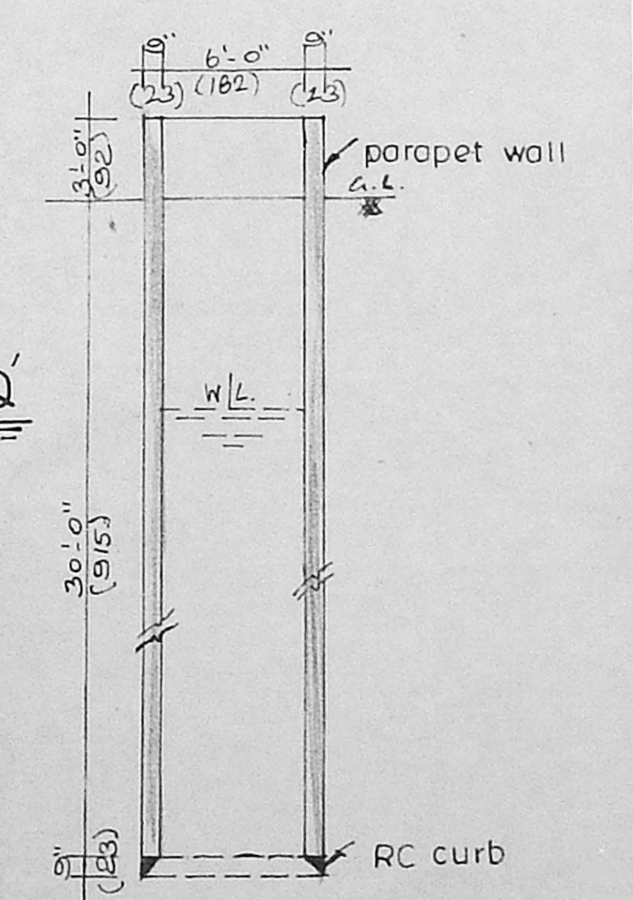 9" 6'-0" 9"
(23) (182) (23)
3'-0"
(92)
parapet wall
G.L.
W L.
30'-0"
(915)
9"
(23)
RC curb